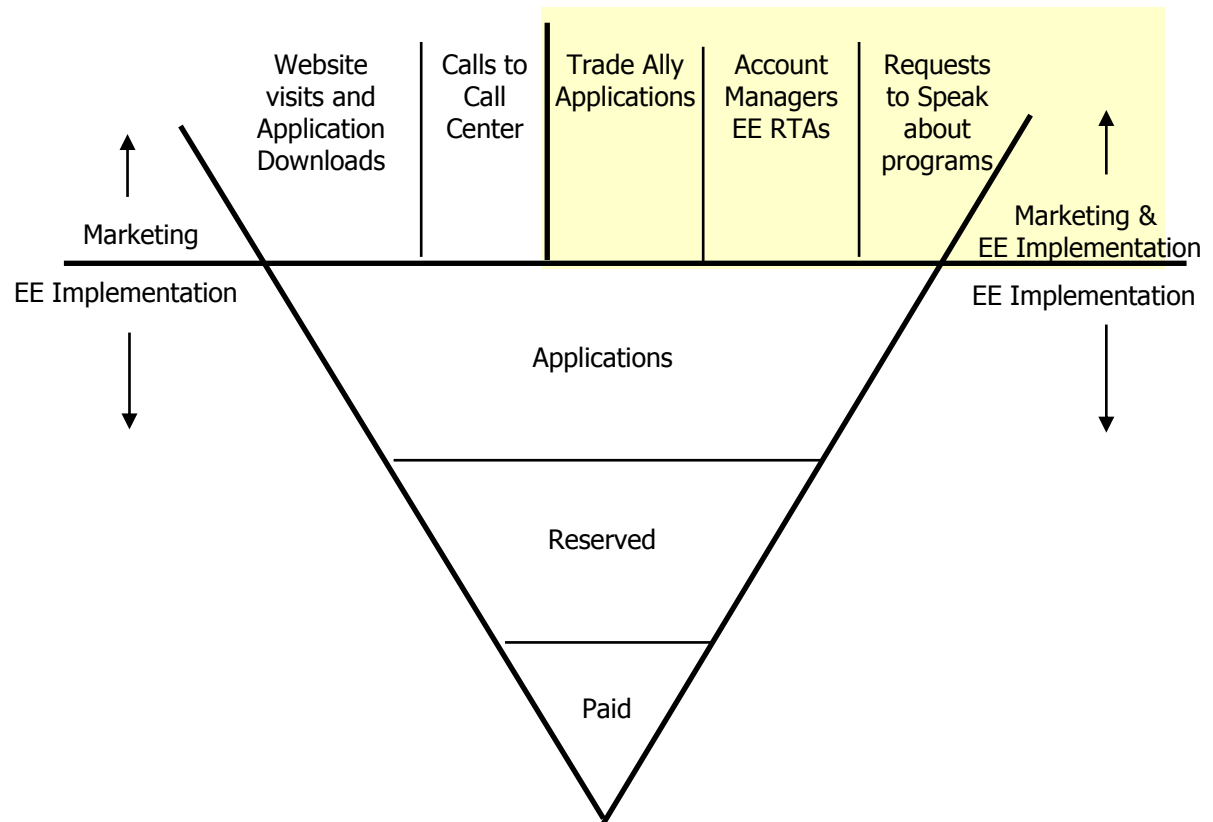 Website
visits and
Application
Downloads
Calls to
Call
Center
Trade Ally
Applications
Account
Managers
EE RTAs
Requests
to Speak
about
programs
Marketing
EE Implementation
Marketing &
EE Implementation
EE Implementation
Applications
Reserved
Paid